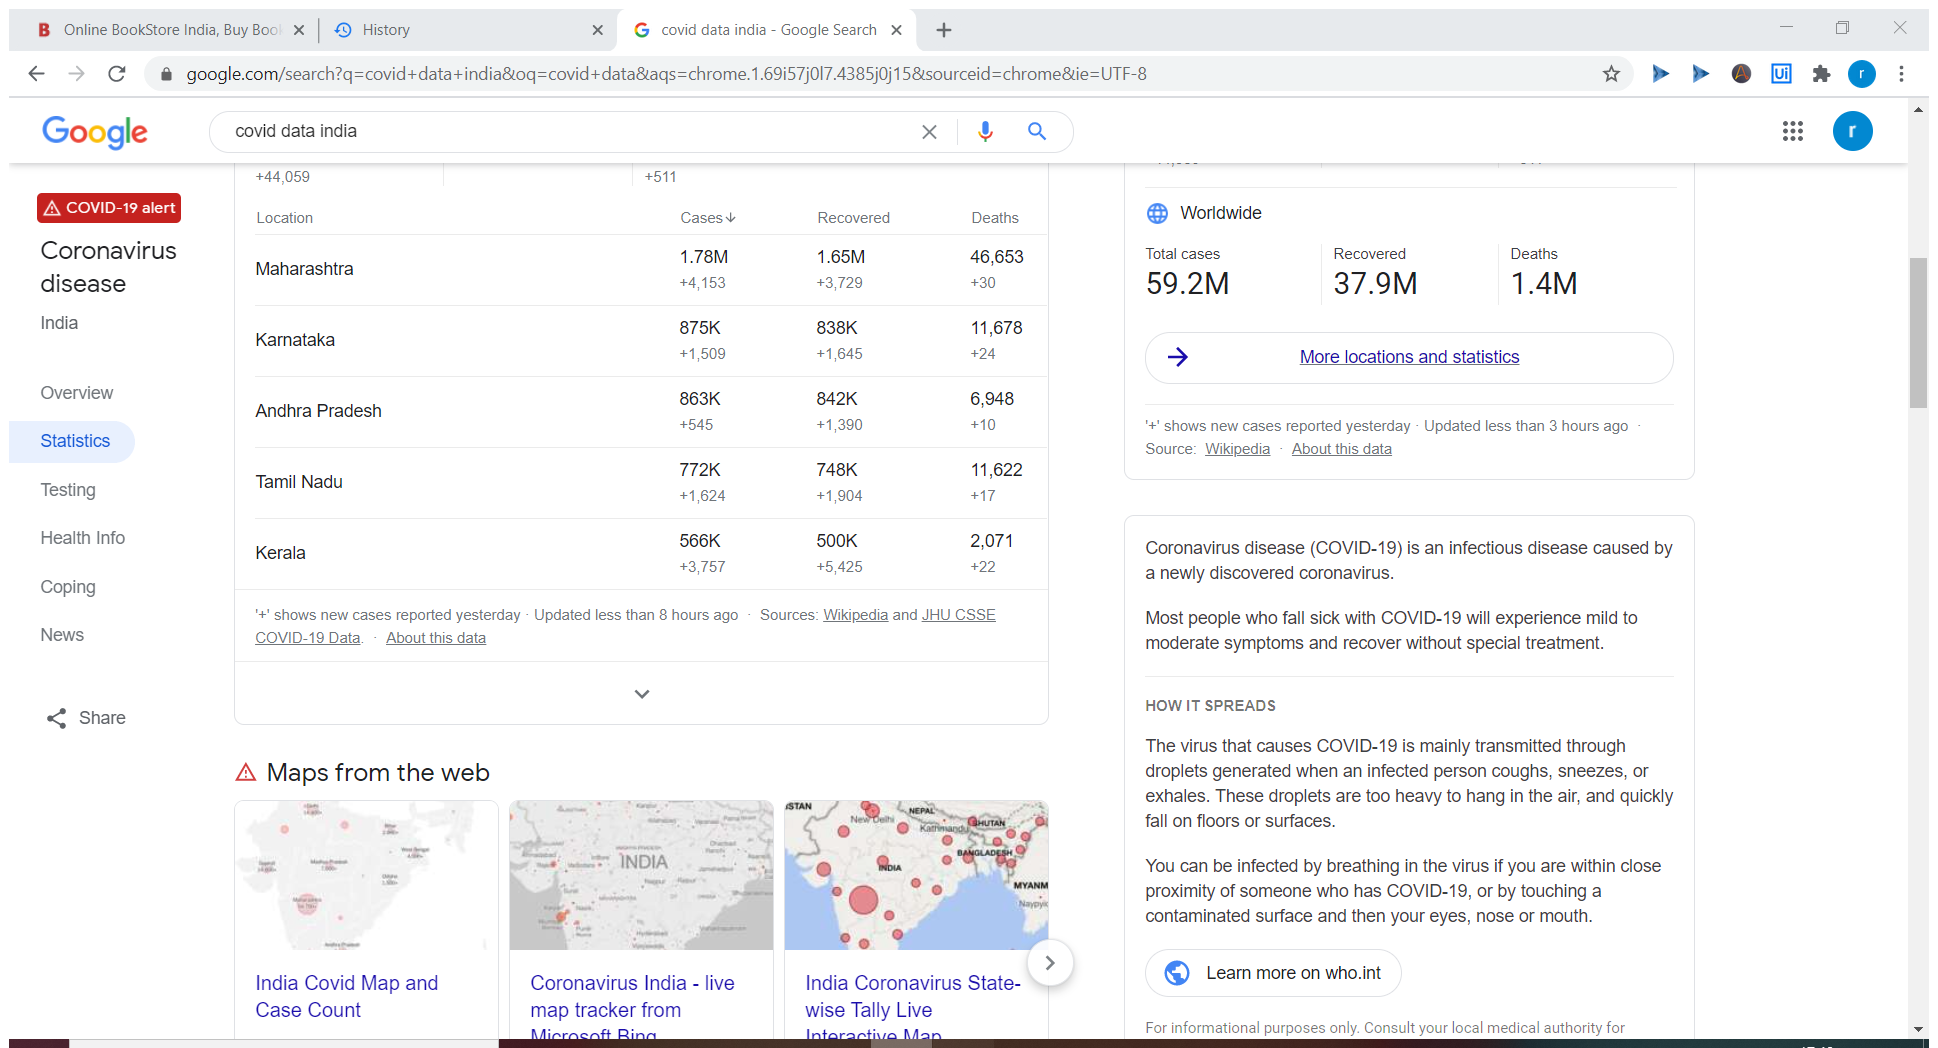 Online BookStore India, Buy Bool
History
covid data india - Google Search
google.com/search?q=covid+data+india&oq=covid+data&aqs=chrome.1.69i57j0l7.4385j0j15&sourceid=chrome&ie=UTF-8
Google
covid data india
+44,059
+511
COVID-19 alert
Coronavirus
disease
India
Overview
Statistics
Testing
Health Info
Coping
News
Share
Location Cases Recovered Deaths
Maharashtra 1.78M 1.65M 46,653
+4,153 +3,729 +30
Karnataka 875K 838K 11,678
+1,509 +1,645 +24
Andhra Pradesh 863K 842K 6,948
+545 +1,390 +10
Tamil Nadu 772K 748K 11,622
+1,624 +1,904 +17
Kerala 566K 500K 2,071
+3,757 +5,425 +22
'+' shows new cases reported yesterday · Updated less than 8 hours ago · Sources: Wikipedia and JHU CSSE
COVID-19 Data. · About this data
Maps from the web
INDIA
STAN
New Delhi
NEPAL
Kathmandu
BHUTAN
BANGLADESH
INDIA
MYANM
Naypyi
India Covid Map and
Case Count
Coronavirus India - live
map tracker from
Microsoft Bing
India Coronavirus State-
wise Tally Live
Interactive Map
Worldwide
Total cases Recovered Deaths
59.2M 37.9M 1.4M
More locations and statistics
'+' shows new cases reported yesterday · Updated less than 3 hours ago ·
Source: Wikipedia · About this data
Coronavirus disease (COVID-19) is an infectious disease caused by
a newly discovered coronavirus.
Most people who fall sick with COVID-19 will experience mild to
moderate symptoms and recover without special treatment.
HOW IT SPREADS
The virus that causes COVID-19 is mainly transmitted through
droplets generated when an infected person coughs, sneezes, or
exhales. These droplets are too heavy to hang in the air, and quickly
fall on floors or surfaces.
You can be infected by breathing in the virus if you are within close
proximity of someone who has COVID-19, or by touching a
contaminated surface and then your eyes, nose or mouth.
Learn more on who.int
For informational purposes only. Consult your local medical authority for